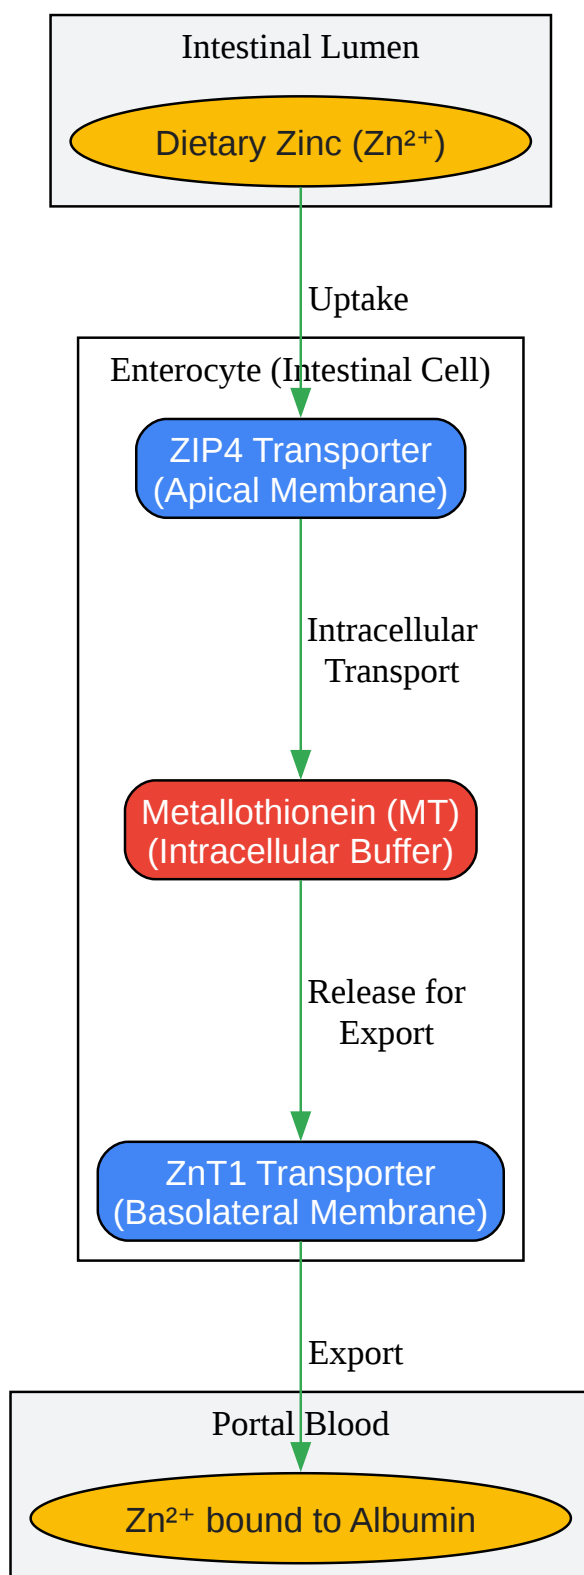 Intestinal Lumen
Dietary Zinc (Zn²⁺)
Uptake
Enterocyte (Intestinal Cell)
ZIP4 Transporter
(Apical Membrane)
Intracellular
Transport
Metallothionein (MT)
(Intracellular Buffer)
Release for
Export
ZnT1 Transporter
(Basolateral Membrane)
Export
Portal Blood
Zn²⁺ bound to Albumin